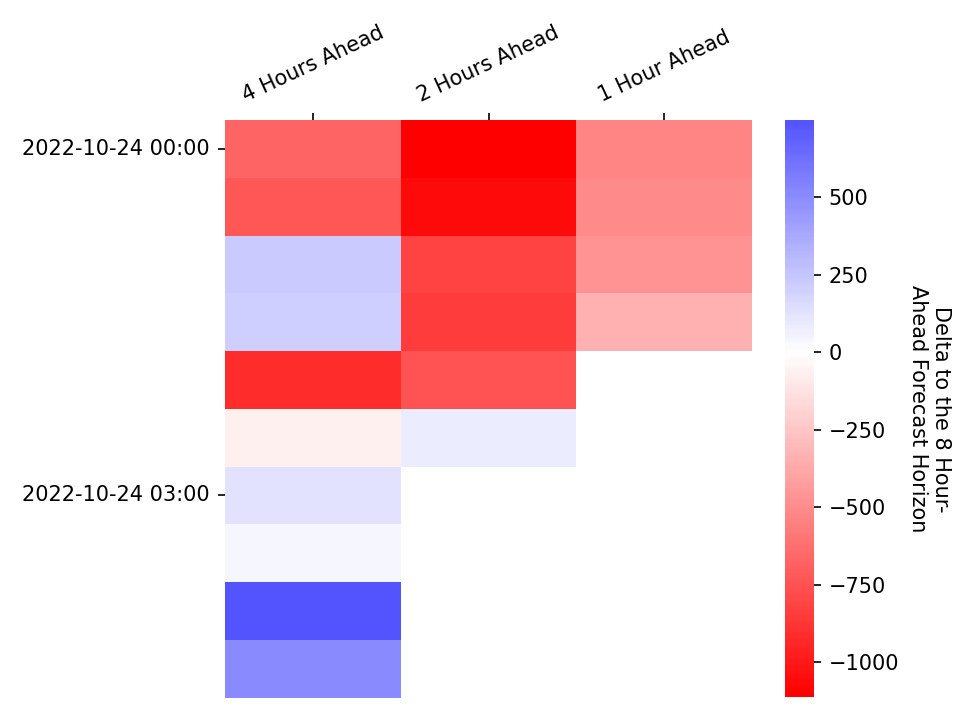 4 Hours Ahead
2 Hours Ahead
1 Hour Ahead
2022-10-24 00:00
2022-10-24 03:00
500
250
0
−250
−500
−750
−1000
Delta to the 8 Hour-
Ahead Forecast Horizon